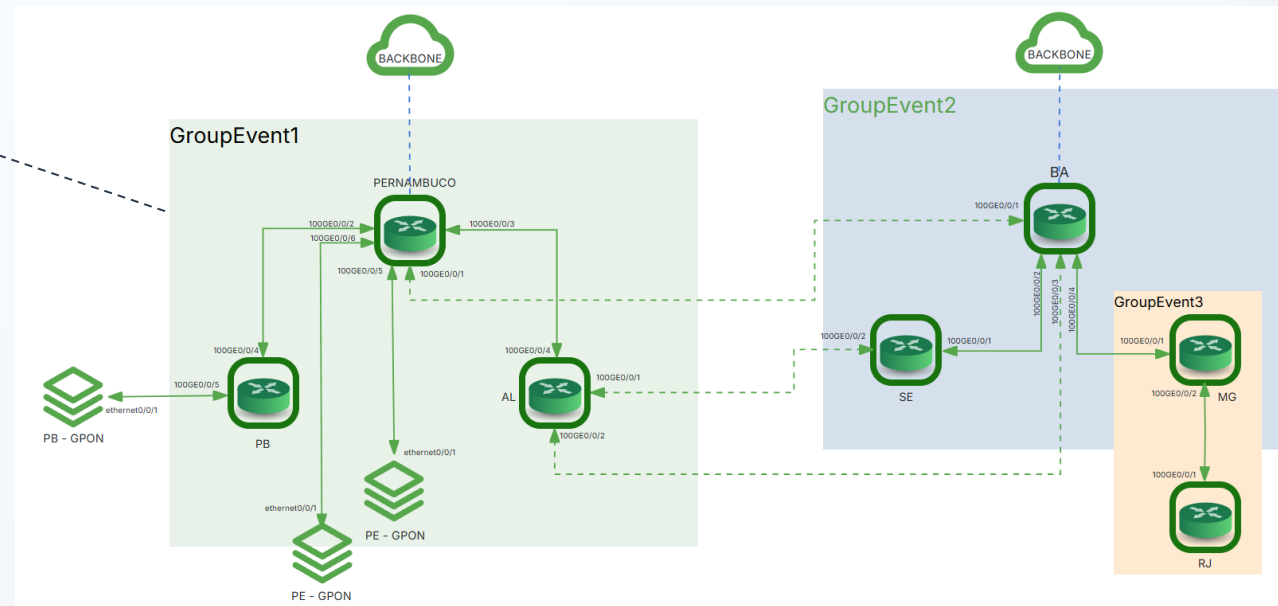 BACKBONE
BACKBONE
GroupEvent2
GroupEvent1
BA
PERNAMBUCO
100GE0/0/1
100GE0/0/2
100GE0/0/3
100GE0/0/6
100GE0/0/5
100GE0/0/1
100GE0/0/2
100GE0/0/3
100GE0/0/4
GroupEvent3
100GE0/0/2
100GE0/0/1
100GE0/0/1
100GE0/0/4
100GE0/0/4
100GE0/0/5
100GE0/0/1
ethernet0/0/1
AL
SE
100GE0/0/2
MG
PB - GPON
PB
100GE0/0/2
ethernet0/0/1
100GE0/0/1
ethernet0/0/1
PE - GPON
RJ
PE - GPON